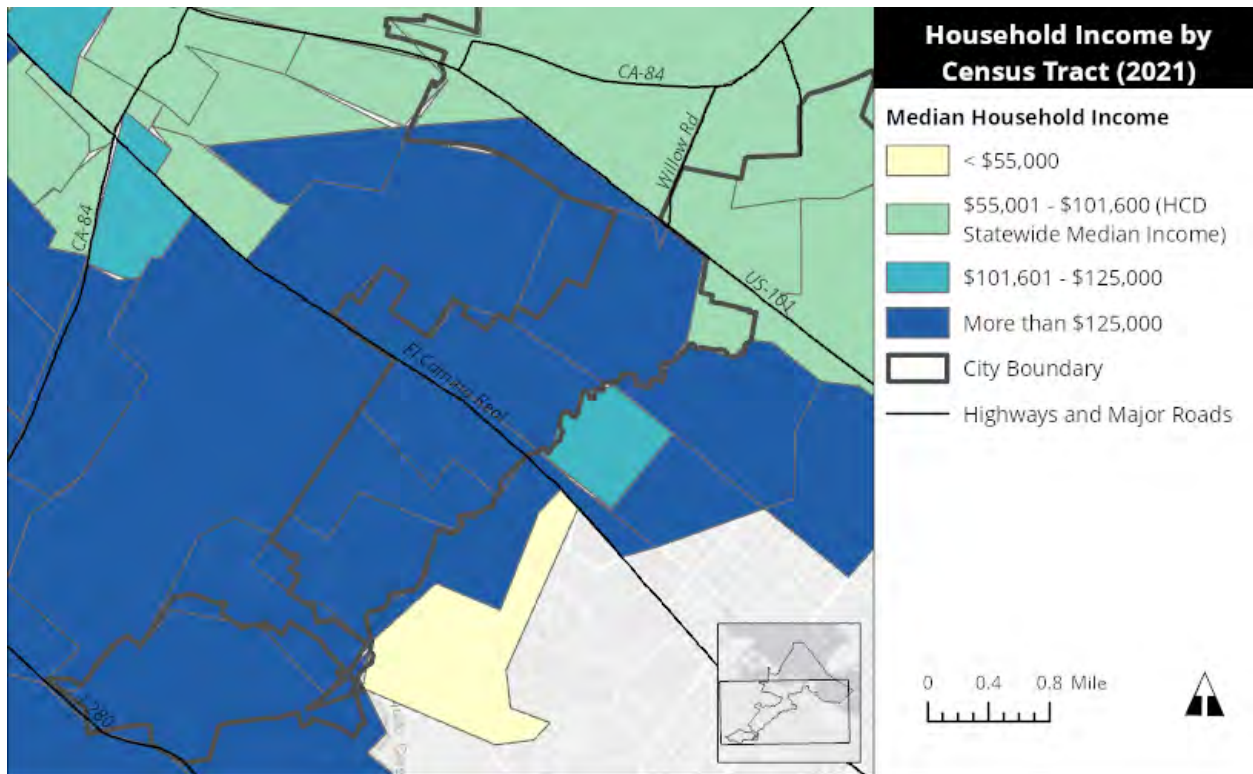 Household Income by
Census Tract (2021)
Median Household Income
< $55,000
$55,001 - $101,600 (HCD
Statewide Median Income)
$101,601 - $125,000
More than $125,000
City Boundary
Highways and Major Roads
0 0.4 0.8 Mile
CA-84
Willow Rd
CA-84
US-101
El Camino Real